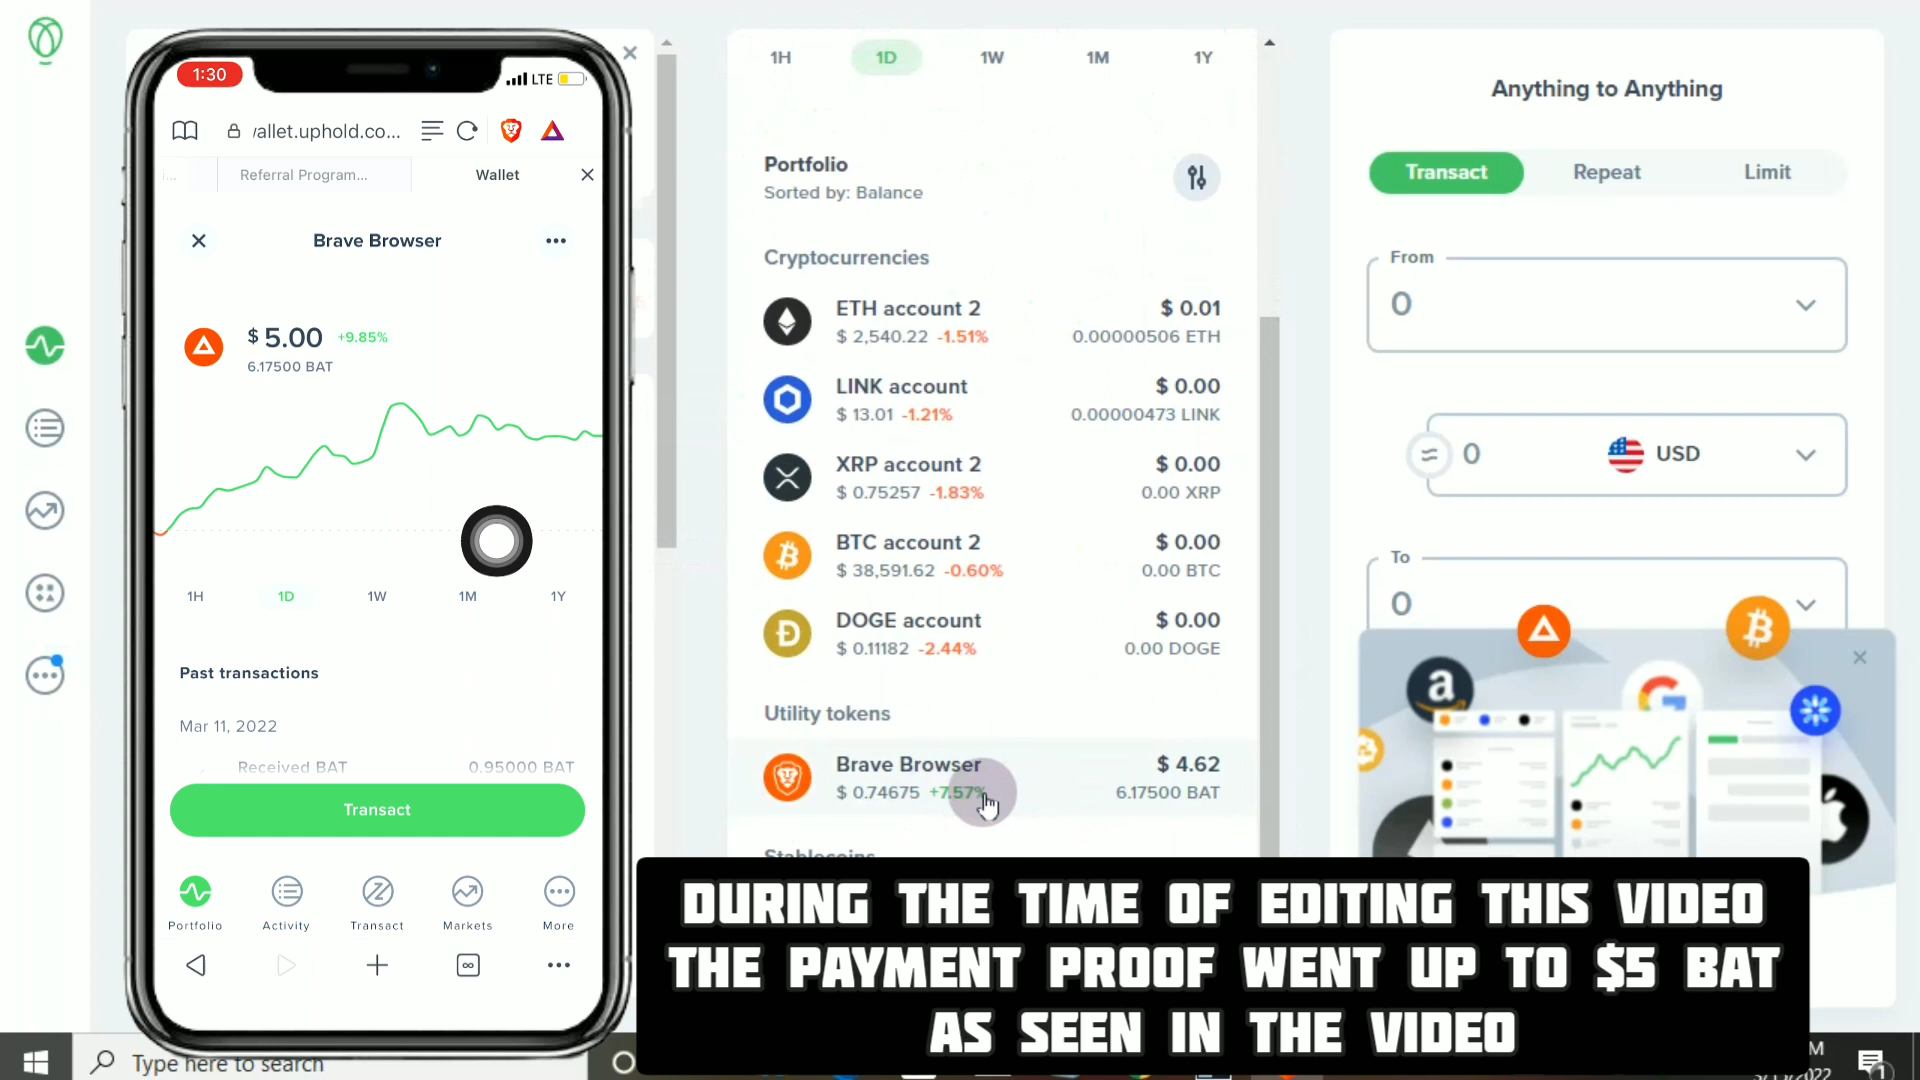 1:30
LTE
/allet.uphold.co...
Referral Program...
Wallet
Brave Browser
$ 5.00 +9.85%
6.17500 BAT
1H 1D 1W 1M 1Y
Past transactions
Mar 11, 2022
Received BAT 0.95000 BAT
Transact
Portfolio Activity Transact Markets More
1H 1D 1W 1M 1Y
Portfolio
Sorted by: Balance
Cryptocurrencies
ETH account 2 $ 0.01
$ 2,540.22 -1.51% 0.00000506 ETH
LINK account $ 0.00
$ 13.01 -1.21% 0.00000473 LINK
XRP account 2 $ 0.00
$ 0.75257 -1.83% 0.00 XRP
BTC account 2 $ 0.00
$ 38,591.62 -0.60% 0.00 BTC
DOGE account $ 0.00
$ 0.11182 -2.44% 0.00 DOGE
Utility tokens
Brave Browser $ 4.62
$ 0.74675 +7.57% 6.17500 BAT
Stablecoins
Anything to Anything
Transact Repeat Limit
From
0
0 USD
To
0
DURING THE TIME OF EDITING THIS VIDEO
THE PAYMENT PROOF WENT UP TO $5 BAT
AS SEEN IN THE VIDEO
Type here to search